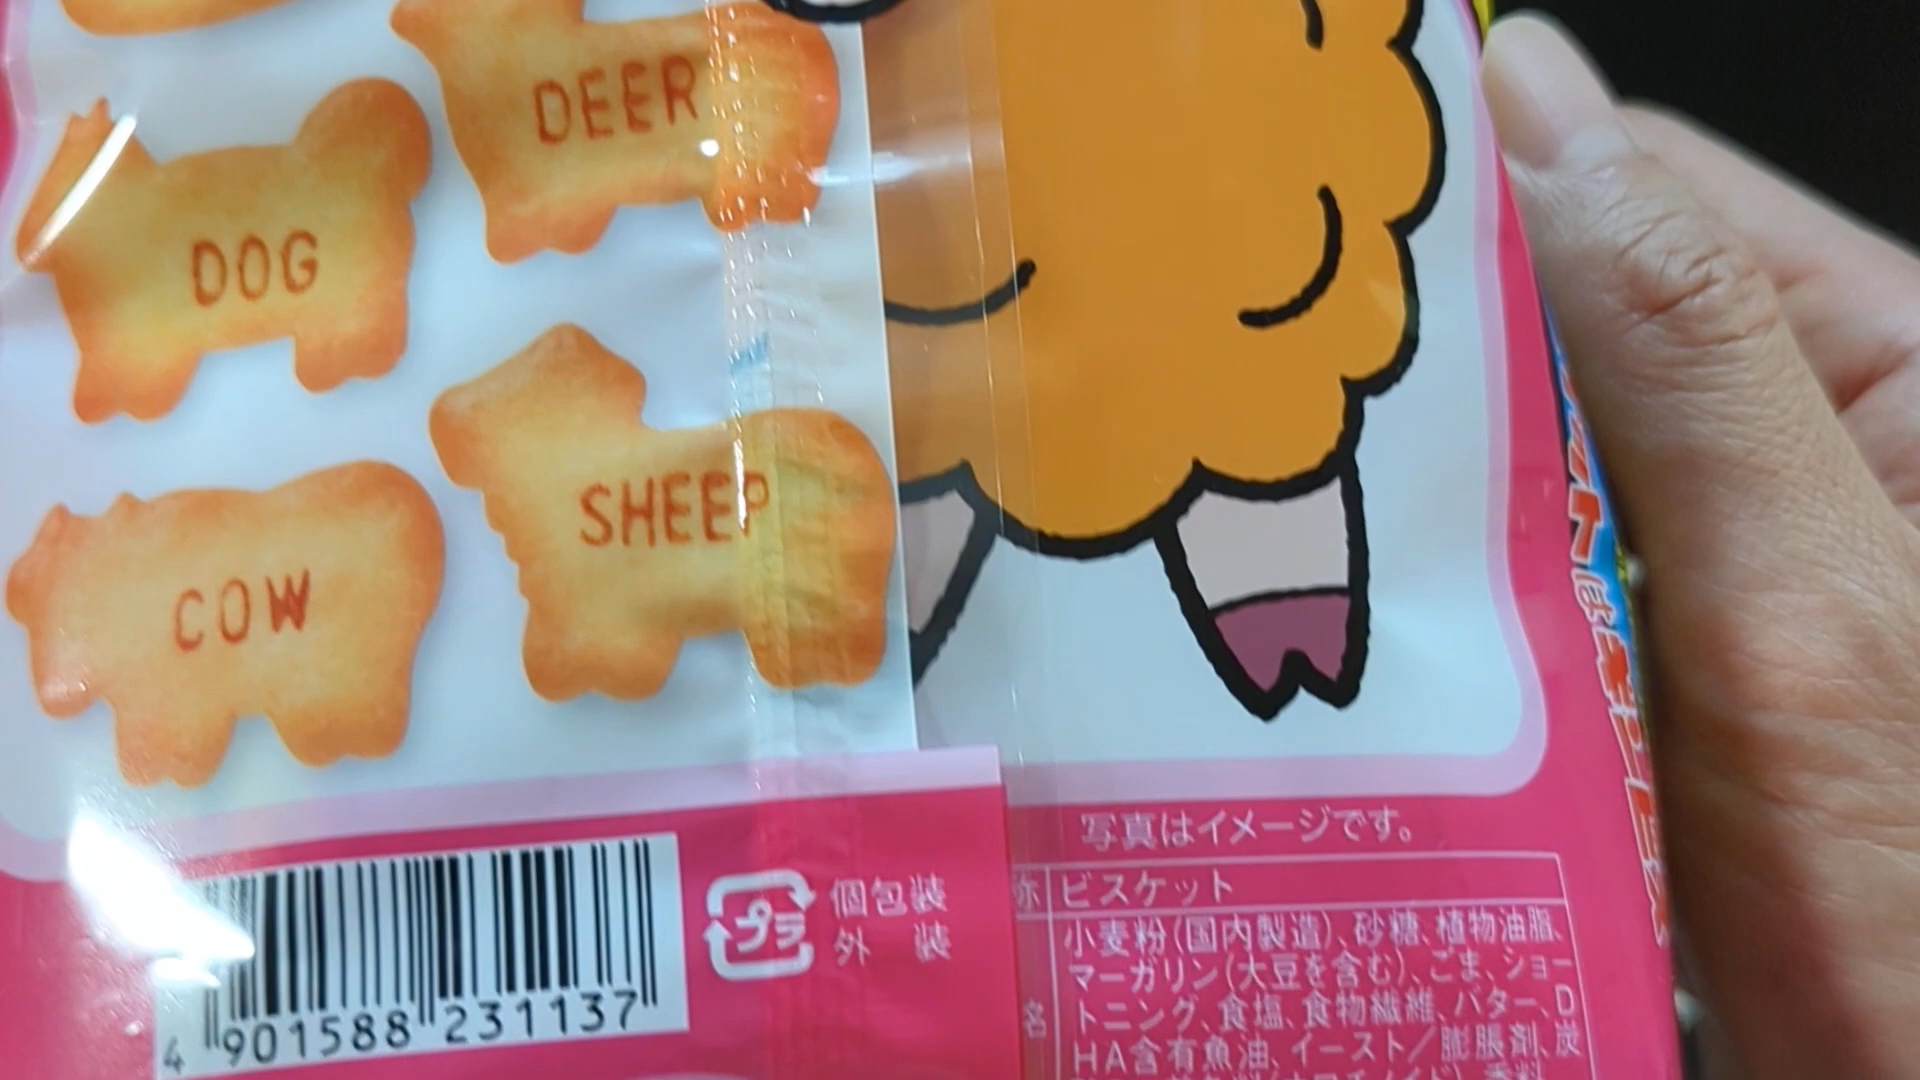 DEER
DOG
SHEEP
COW
写真はイメージです。
称 ビスケット
小麦粉(国内製造)、砂糖、植物油脂、
マーガリン(大豆を含む)、ごま、ショー
名 トニング、食塩、食物繊維、バター、D
HA含有魚油、イースト/膨脹剤、炭
プラ
個包装
外 装
4 901588 231137